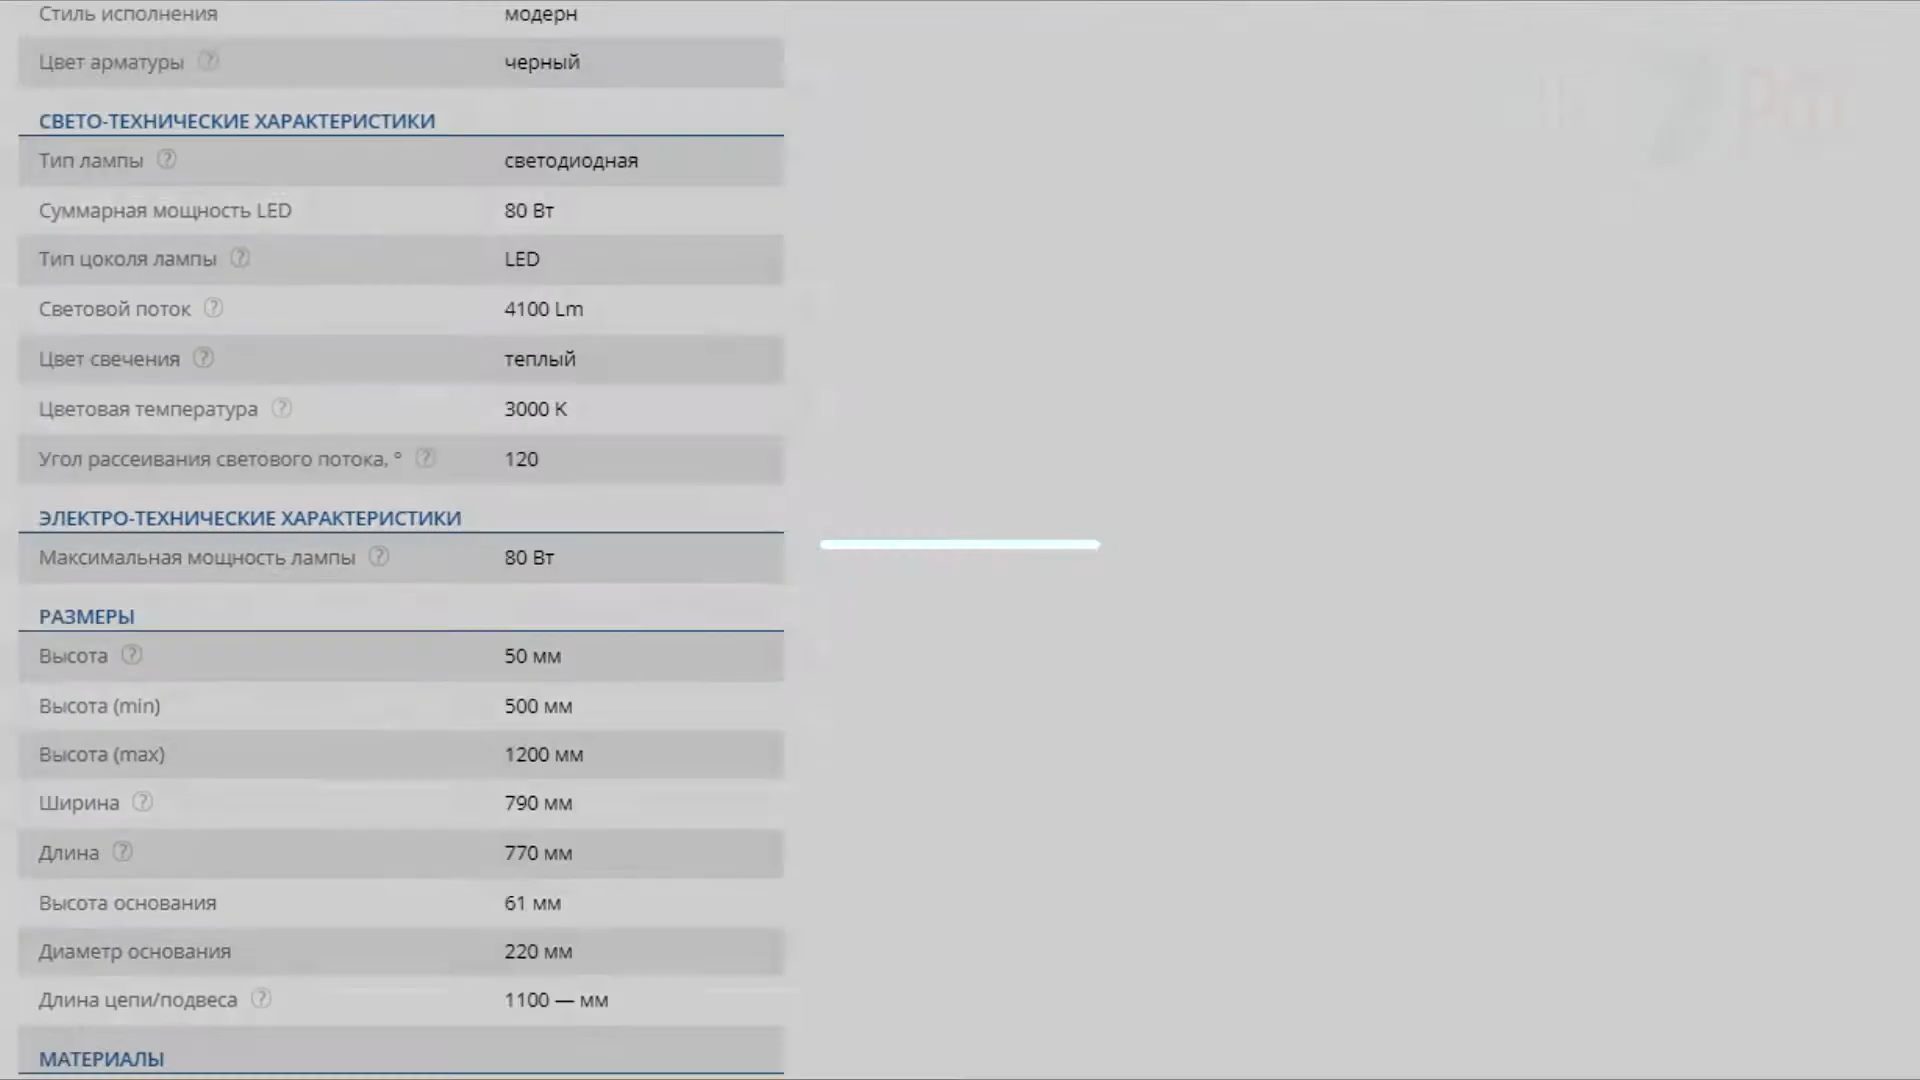 Стиль исполнения модерн
Цвет арматуры ? черный
СВЕТО-ТЕХНИЧЕСКИЕ ХАРАКТЕРИСТИКИ
Тип лампы ? светодиодная
Суммарная мощность LED 80 Вт
Тип цоколя лампы ? LED
Световой поток ? 4100 Lm
Цвет свечения ? теплый
Цветовая температура ? 3000 K
Угол рассеивания светового потока, ° ? 120
ЭЛЕКТРО-ТЕХНИЧЕСКИЕ ХАРАКТЕРИСТИКИ
Максимальная мощность лампы ? 80 Вт
РАЗМЕРЫ
Высота ? 50 мм
Высота (min) 500 мм
Высота (max) 1200 мм
Ширина ? 790 мм
Длина ? 770 мм
Высота основания 61 мм
Диаметр основания 220 мм
Длина цепи/подвеса ? 1100 — мм
МАТЕРИАЛЫ